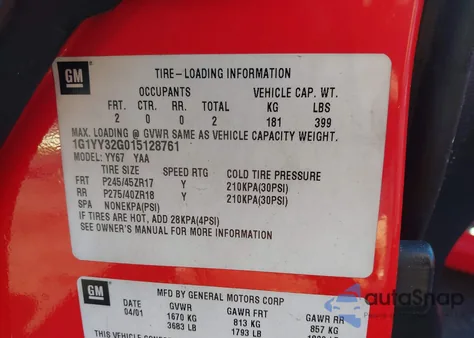 GM
TIRE-LOADING INFORMATION
OCCUPANTS VEHICLE CAP. WT.
FRT. CTR. RR. TOTAL KG LBS
2 0 0 2 181 399
MAX. LOADING @ GVWR SAME AS VEHICLE CAPACITY WEIGHT.
1G1YY32G015128761
MODEL: YY67 YAA
TIRE SIZE SPEED RTG COLD TIRE PRESSURE
FRT P245/45ZR17 Y 210KPA(30PSI)
RR P275/40ZR18 Y 210KPA(30PSI)
SPA NONEKPA(PSI)
IF TIRES ARE HOT, ADD 28KPA(4PSI)
SEE OWNER'S MANUAL FOR MORE INFORMATION
GM
MFD BY GENERAL MOTORS CORP
DATE GVWR GAWR FRT GAWR RR
04/01 1670 KG 813 KG 857 KG
3683 LB 1793 LB
THIS VEHICLE
autoSnap